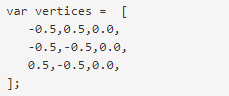 var vertices =  [
   -0.5,0.5,0.0,
   -0.5,-0.5,0.0,
   0.5,-0.5,0.0,
];